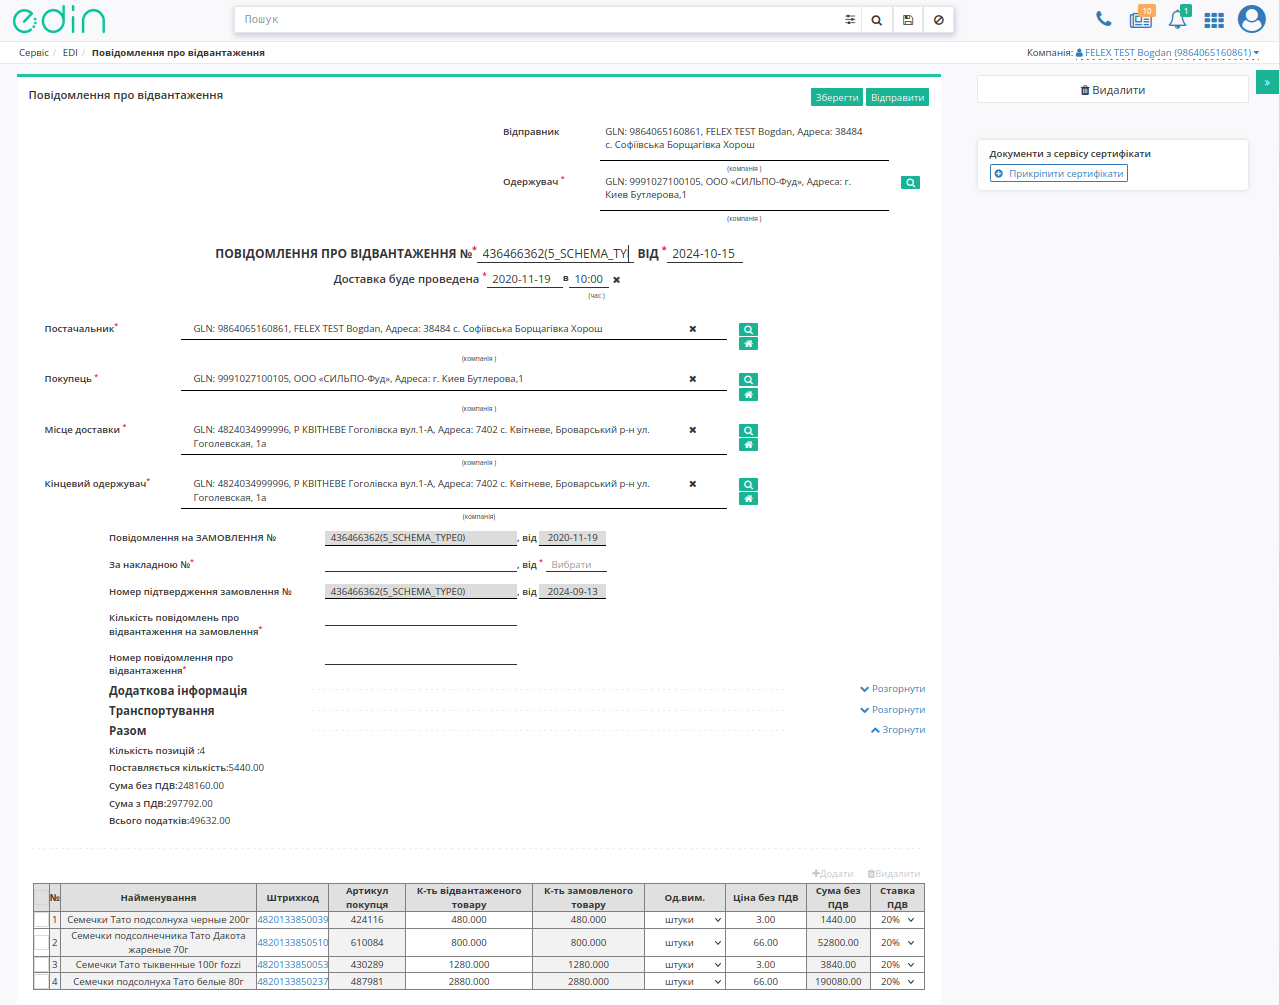 edin
Пошук
10
1
Сервіс / EDI / Повідомлення про відвантаження
Компанія: FELEX TEST Bogdan (9864065160861)
Повідомлення про відвантаження
Зберегти Відправити
Видалити
»
Документи з сервісу сертифікати
Прикріпити сертифікати
Відправник GLN: 9864065160861, FELEX TEST Bogdan, Адреса: 38484
с. Софіївська Борщагівка Хорош
(компанія )
Одержувач * GLN: 9991027100105, ООО «СИЛЬПО-Фуд», Адреса: г.
Киев Бутлерова,1
(компанія )
ПОВІДОМЛЕННЯ ПРО ВІДВАНТАЖЕННЯ №* 436466362(5_SCHEMA_TY ВІД * 2024-10-15
Доставка буде проведена * 2020-11-19 в 10:00 ✖
(час )
Постачальник* GLN: 9864065160861, FELEX TEST Bogdan, Адреса: 38484 с. Софіївська Борщагівка Хорош ✖
(компанія )
Покупець * GLN: 9991027100105, ООО «СИЛЬПО-Фуд», Адреса: г. Киев Бутлерова,1 ✖
(компанія )
Місце доставки * GLN: 4824034999996, Р КВІТНЕВЕ Гоголівска вул.1-А, Адреса: 7402 с. Квітневе, Броварський р-н ул. ✖
Гоголевская, 1а
(компанія )
Кінцевий одержувач* GLN: 4824034999996, Р КВІТНЕВЕ Гоголівска вул.1-А, Адреса: 7402 с. Квітневе, Броварський р-н ул. ✖
Гоголевская, 1а
(компанія)
Повідомлення на ЗАМОВЛЕННЯ № 436466362(5_SCHEMA_TYPE0) , від 2020-11-19
За накладною №* , від * Вибрати
Номер підтвердження замовлення № 436466362(5_SCHEMA_TYPE0) , від 2024-09-13
Кількість повідомлень про
відвантаження на замовлення*
Номер повідомлення про
відвантаження*
Додаткова інформація Розгорнути
Транспортування Розгорнути
Разом Згорнути
Кількість позицій :4
Поставляється кількість:5440.00
Сума без ПДВ:248160.00
Сума з ПДВ:297792.00
Всього податків:49632.00
Додати Видалити
№ Найменування Штрихкод Артикул покупця К-ть відвантаженого товару К-ть замовленого товару Од.вим. Ціна без ПДВ Сума без ПДВ Ставка ПДВ
1 Семечки Тато подсолнуха черные 200г 4820133850039 424116 480.000 480.000 штуки 3.00 1440.00 20%
2 Семечки подсолнечника Тато Дакота жареные 70г 4820133850510 610084 800.000 800.000 штуки 66.00 52800.00 20%
3 Семечки Тато тыквенные 100г fozzi 4820133850053 430289 1280.000 1280.000 штуки 3.00 3840.00 20%
4 Семечки подсолнуха Тато белые 80г 4820133850237 487981 2880.000 2880.000 штуки 66.00 190080.00 20%